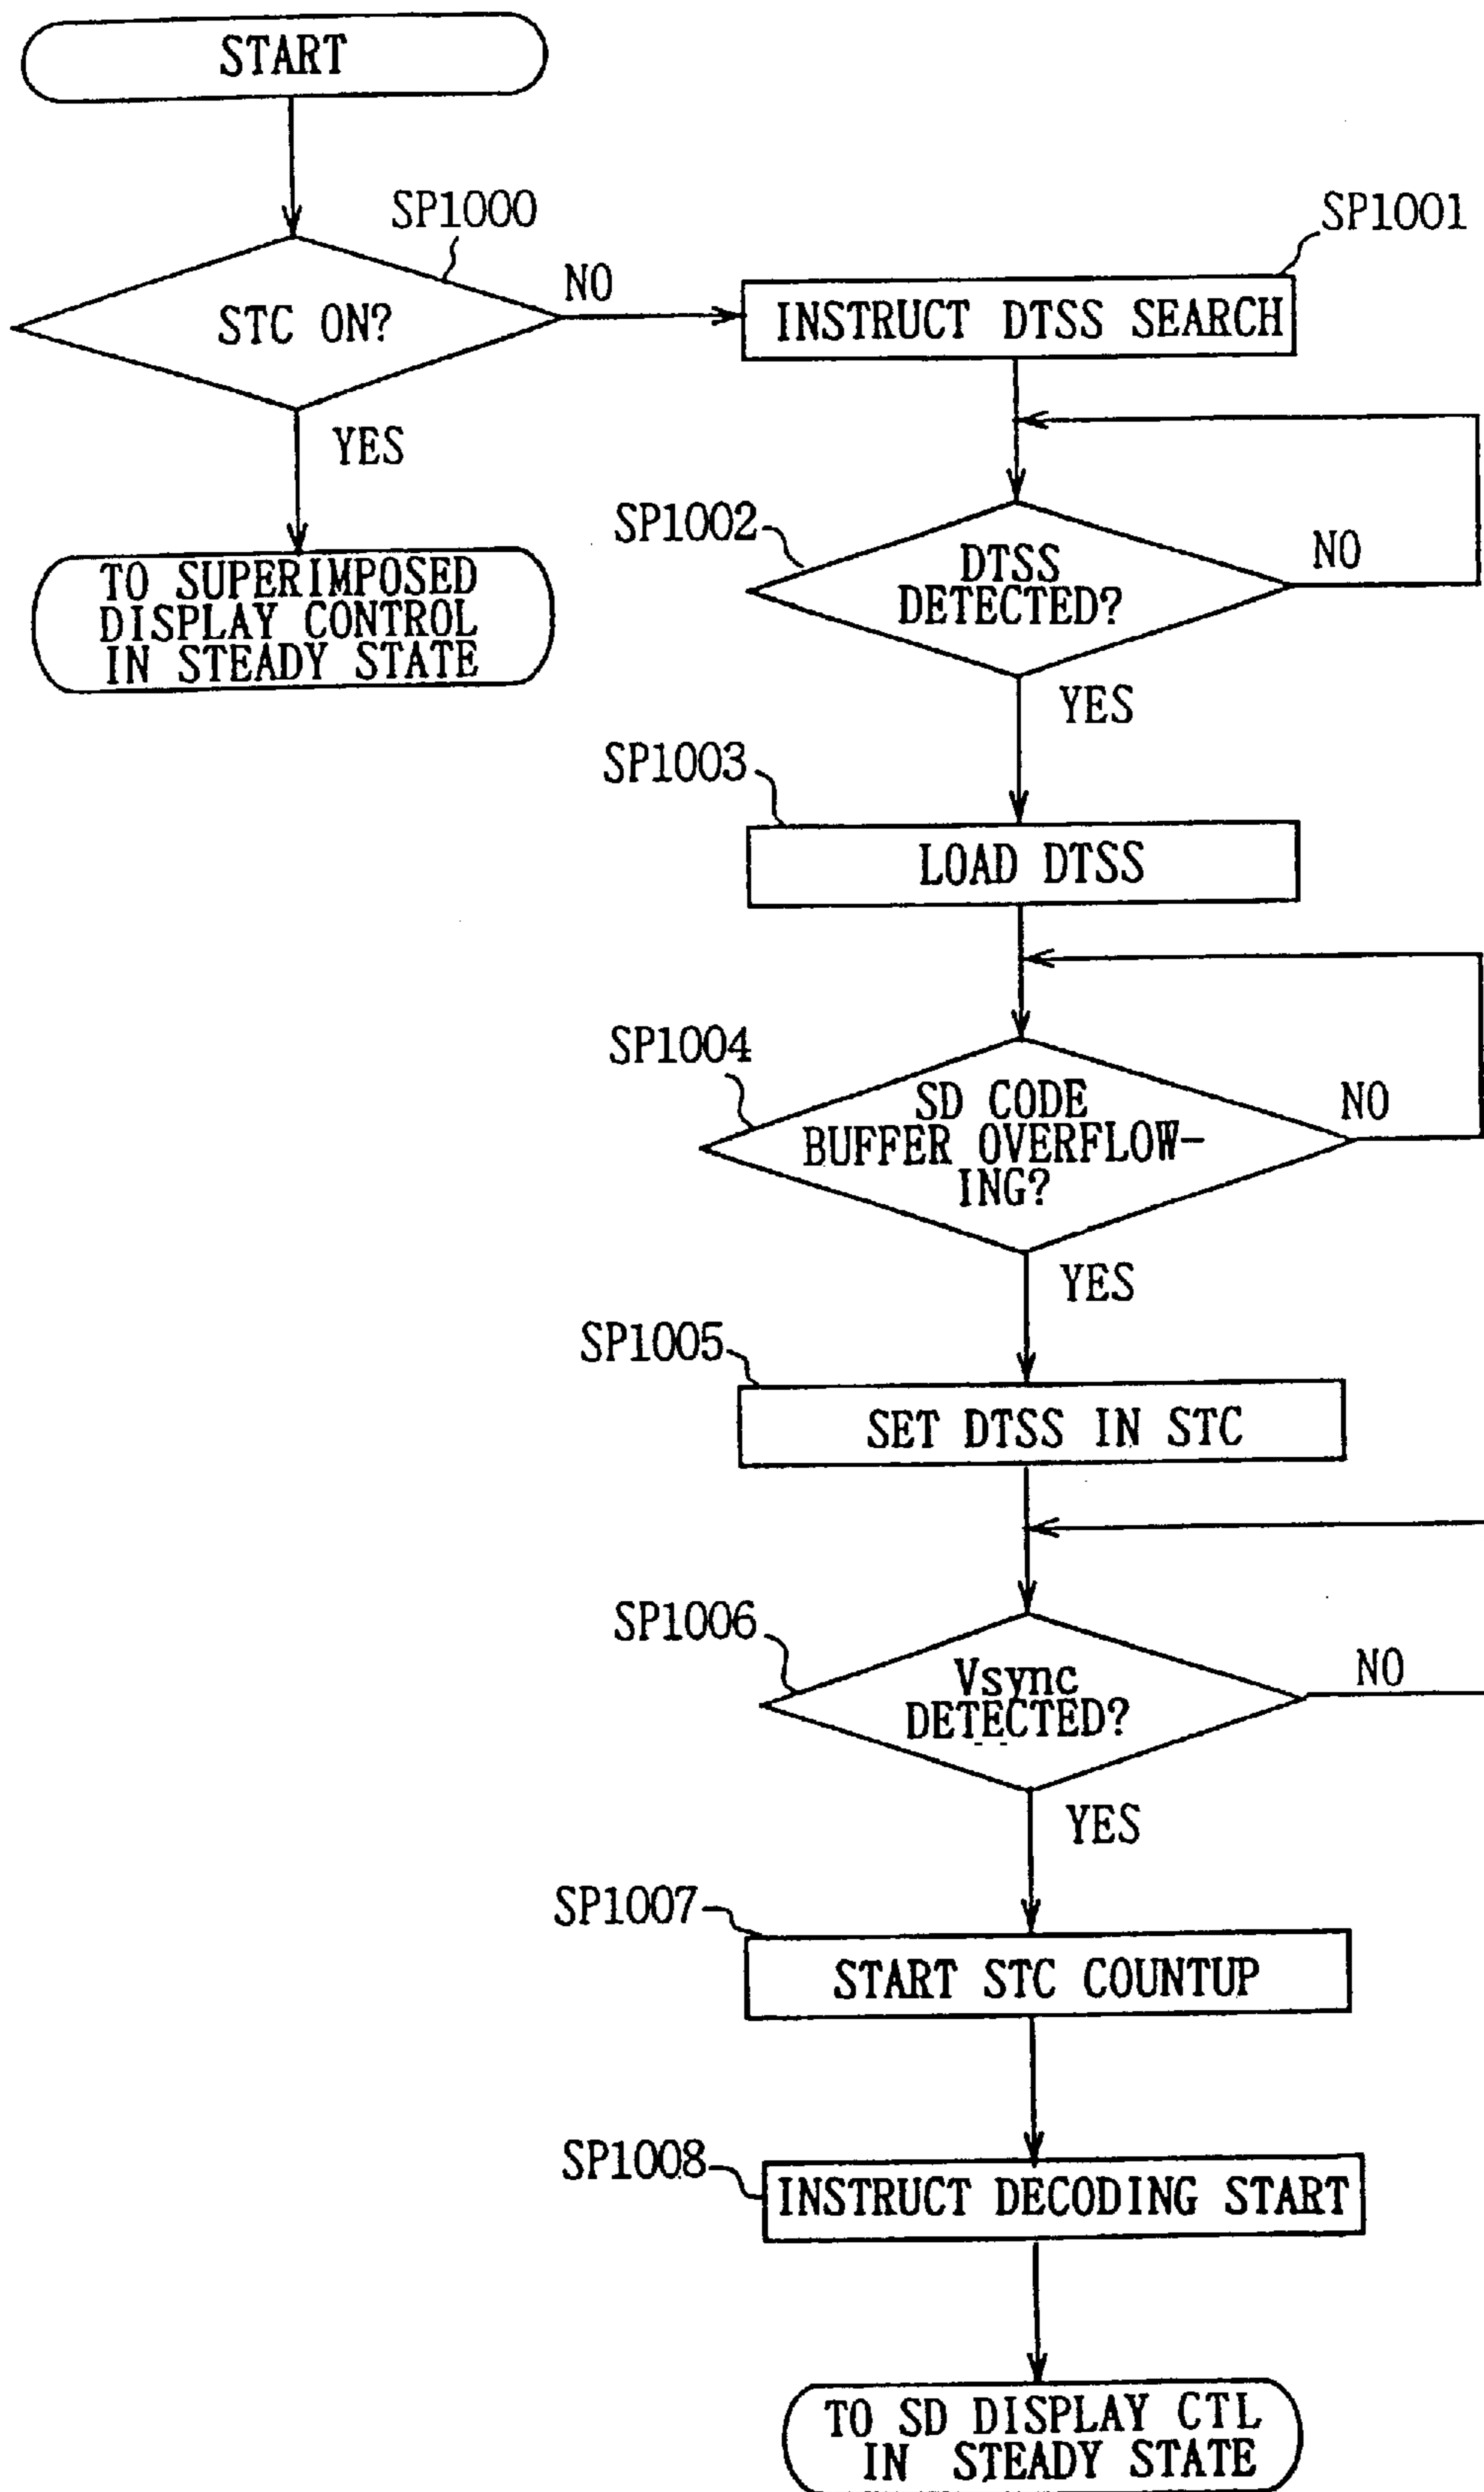 START
SP1000
STC ON?
NO
YES
TO SUPERIMPOSED
DISPLAY CONTROL
IN STEADY STATE
SP1001
INSTRUCT DTSS SEARCH
SP1002
DTSS
DETECTED?
NO
YES
SP1003
LOAD DTSS
SP1004
SD CODE
BUFFER OVERFLOW-
ING?
NO
YES
SP1005
SET DTSS IN STC
SP1006
Vsync
DETECTED?
NO
YES
SP1007
START STC COUNTUP
SP1008
INSTRUCT DECODING START
TO SD DISPLAY CTL
IN STEADY STATE